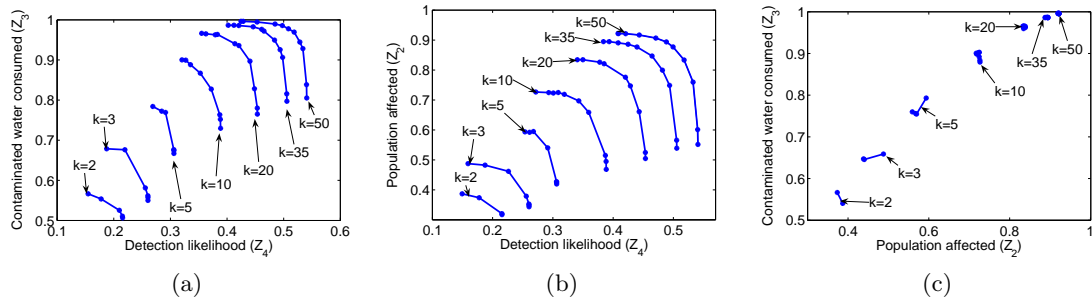 Contaminated water consumed (Z3)
1
0.9
0.8
0.7
0.6
0.5
0.1 0.2 0.3 0.4 0.5 0.6
Detection likelihood (Z4)
k=2
k=3
k=5
k=10
k=20
k=35
k=50
(a)
Population affected (Z2)
0.9
0.8
0.7
0.6
0.5
0.4
0.1 0.2 0.3 0.4 0.5
Detection likelihood (Z4)
k=50
k=35
k=20
k=10
k=5
k=3
k=2
(b)
Contaminated water consumed (Z3)
1
0.9
0.8
0.7
0.6
0.5
0.4 0.6 0.8 1
Population affected (Z2)
k=20
k=35
k=50
k=10
k=5
k=3
k=2
(c)